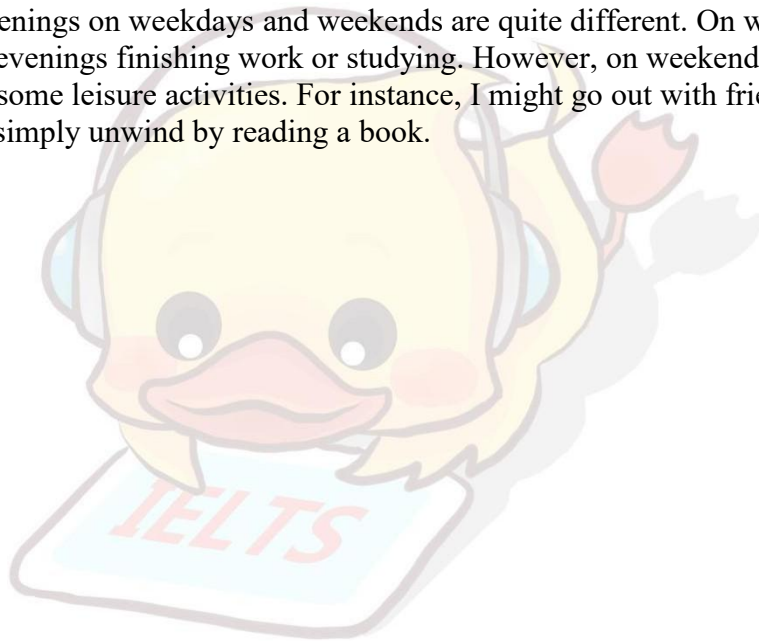 enings on weekdays and weekends are quite different. On w
evenings finishing work or studying. However, on weekend
some leisure activities. For instance, I might go out with frie
simply unwind by reading a book.
IELTS